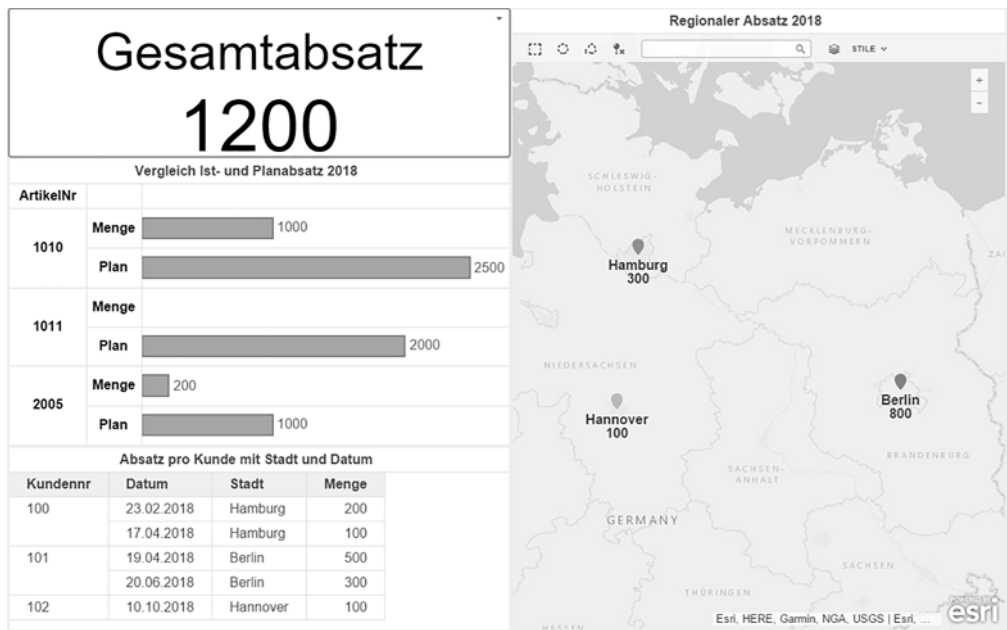 Gesamtabsatz
1200
Vergleich Ist- und Planabsatz 2018
ArtikelNr
1010
Menge
1000
Plan
2500
1011
Menge
Plan
2000
2005
Menge
200
Plan
1000
Absatz pro Kunde mit Stadt und Datum
Kundennr Datum Stadt Menge
100 23.02.2018 Hamburg 200
17.04.2018 Hamburg 100
101 19.04.2018 Berlin 500
20.06.2018 Berlin 300
102 10.10.2018 Hannover 100
Regionaler Absatz 2018
STILE
+
−
SCHLESWIG-
HOLSTEIN
MECKLENBURG-
VORPOMMERN
ZAI
Hamburg
300
NIEDERSACHSEN
Hannover
100
Berlin
800
BRANDENBURG
SACHSEN-
ANHALT
GERMANY
SACHSEN
THÜRINGEN
HESSEN
Esri, HERE, Garmin, NGA, USGS | Esri, ...
POWERED BY
esri